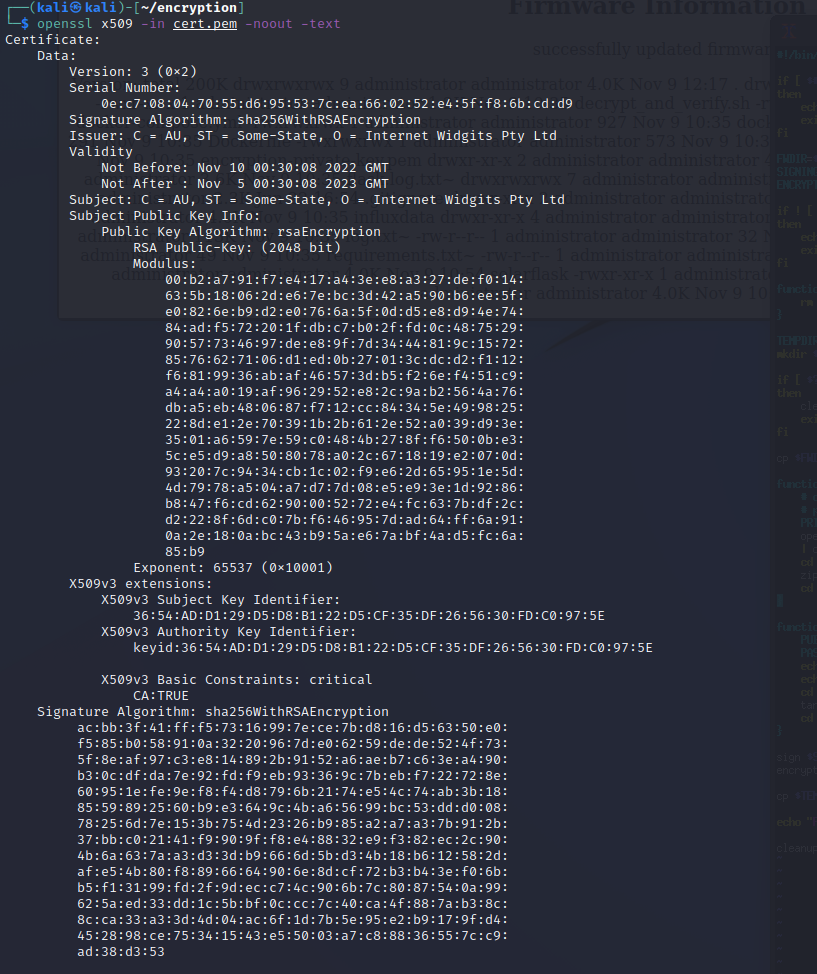 ┌──(kali㉿kali)-[~/encryption]
└─$ openssl x509 -in cert.pem -noout -text
Certificate:
Data:
Version: 3 (0×2)
Serial Number:
0e:c7:08:04:70:55:d6:95:53:7c:ea:66:02:52:e4:5f:f8:6b:cd:d9
Signature Algorithm: sha256WithRSAEncryption
Issuer: C = AU, ST = Some-State, O = Internet Widgits Pty Ltd
Validity
Not Before: Nov 10 00:30:08 2022 GMT
Not After : Nov  5 00:30:08 2023 GMT
Subject: C = AU, ST = Some-State, O = Internet Widgits Pty Ltd
Subject Public Key Info:
Public Key Algorithm: rsaEncryption
RSA Public-Key: (2048 bit)
Modulus:
00:b2:a7:91:f7:e4:17:a4:3e:e8:a3:27:de:f0:14:
63:5b:18:06:2d:e6:7e:bc:3d:42:a5:90:b6:ee:5f:
e0:82:6e:b9:d2:e0:76:6a:5f:0d:d5:e8:d9:4e:74:
84:ad:f5:72:20:1f:db:c7:b0:2f:fd:0c:48:75:29:
90:57:73:46:97:de:e8:9f:7d:34:44:81:9c:15:72:
85:76:62:71:06:d1:ed:0b:27:01:3c:dc:d2:f1:12:
f6:81:99:36:ab:af:46:57:3d:b5:f2:6e:f4:51:c9:
a4:a4:a0:19:af:96:29:52:e8:2c:9a:b2:56:4a:76:
db:a5:eb:48:06:87:f7:12:cc:84:34:5e:49:98:25:
22:8d:e1:2e:70:39:1b:2b:61:2e:52:a0:39:d9:3e:
35:01:a6:59:7e:59:c0:48:4b:27:8f:f6:50:0b:e3:
5c:e5:d9:a8:50:80:78:a0:2c:67:18:19:e2:07:0d:
93:20:7c:94:34:cb:1c:02:f9:e6:2d:65:95:1e:5d:
4d:79:78:a5:04:a7:d7:7d:08:e5:e9:3e:1d:92:86:
b8:47:f6:cd:62:90:00:52:72:e4:fc:63:7b:df:2c:
d2:22:8f:6d:c0:7b:f6:46:95:7d:ad:64:ff:6a:91:
0a:2e:18:0a:bc:43:b9:5a:e6:7a:bf:4a:d5:fc:6a:
85:b9
Exponent: 65537 (0×10001)
X509v3 extensions:
X509v3 Subject Key Identifier:
36:54:AD:D1:29:D5:D8:B1:22:D5:CF:35:DF:26:56:30:FD:C0:97:5E
X509v3 Authority Key Identifier:
keyid:36:54:AD:D1:29:D5:D8:B1:22:D5:CF:35:DF:26:56:30:FD:C0:97:5E
X509v3 Basic Constraints: critical
CA:TRUE
Signature Algorithm: sha256WithRSAEncryption
ac:bb:3f:41:ff:f5:73:16:99:7e:ce:7b:d8:16:d5:63:50:e0:
f5:85:b0:58:91:0a:32:20:96:7d:e0:62:59:de:de:52:4f:73:
5f:8e:af:97:c3:e8:14:89:2b:91:52:a6:ae:b7:c6:3e:a4:90:
b3:0c:df:da:7e:92:fd:f9:eb:93:36:9c:7b:eb:f7:22:72:8e:
60:95:1e:fe:9e:f8:f4:d8:79:6b:21:74:e5:4c:74:ab:3b:18:
85:59:89:25:60:b9:e3:64:9c:4b:a6:56:99:bc:53:dd:d0:08:
78:25:6d:7e:15:3b:75:4d:23:26:b9:85:a2:a7:a3:7b:91:2b:
37:bb:c0:21:41:f9:90:9f:f8:e4:88:32:e9:f3:82:ec:2c:90:
4b:6a:63:7a:a3:d3:3d:b9:66:6d:5b:d3:4b:18:b6:12:58:2d:
af:e5:4b:80:f8:89:66:64:90:6e:8d:cf:72:b3:b4:3e:f0:6b:
b5:f1:31:99:fd:2f:9d:ec:c7:4c:90:6b:7c:80:87:54:0a:99:
62:5a:ed:33:dd:1c:5b:bf:0c:cc:7c:40:ca:4f:88:7a:b3:8c:
8c:ca:33:a3:3d:4d:04:ac:6f:1d:7b:5e:95:e2:b9:17:9f:d4:
45:28:98:ce:75:34:15:43:e5:50:03:a7:c8:88:36:55:7c:c9:
ad:38:d3:53
Firmware Information